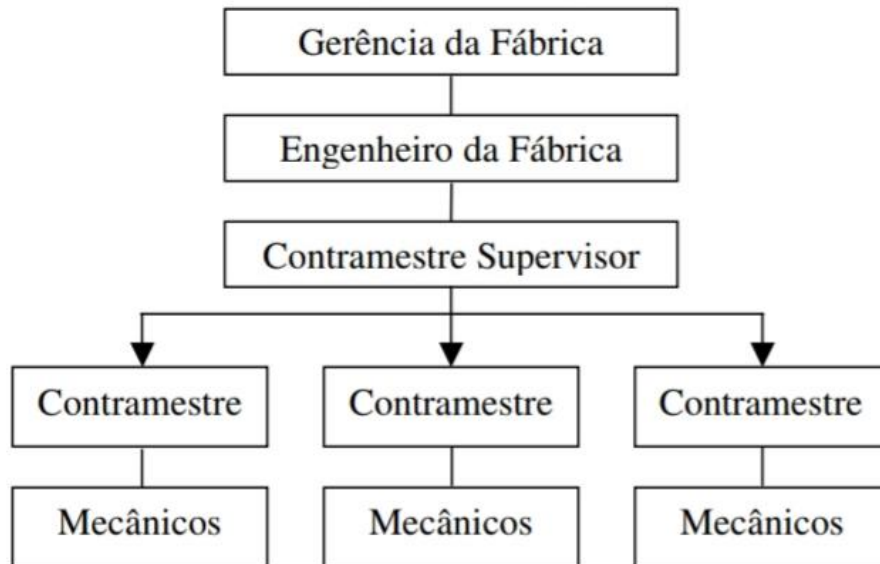 Gerência da Fábrica
Engenheiro da Fábrica
Contramestre Supervisor
Contramestre
Contramestre
Contramestre
Mecânicos
Mecânicos
Mecânicos